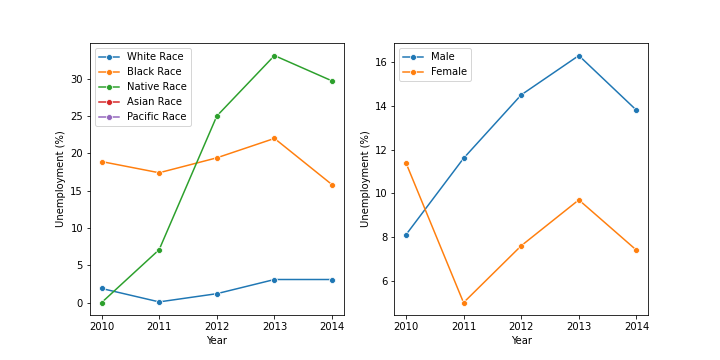 White Race
Black Race
Native Race
Asian Race
Pacific Race
30
25
20
15
10
5
0
Unemployment (%)
2010 2011 2012 2013 2014
Year
Male
Female
16
14
12
10
8
6
Unemployment (%)
2010 2011 2012 2013 2014
Year